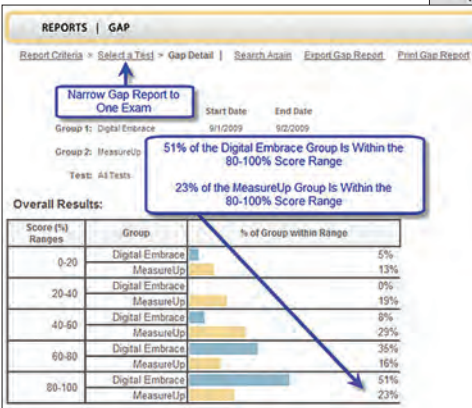 REPORTS | GAP
Report Criteria > Select a Test > Gap Detail | Search Again Export Gap Report Print Gap Report
Narrow Gap Report to
One Exam
Start Date End Date
Group 1: Digital Embrace 9/1/2009 9/2/2009
Group 2: MeasureUp
Test: All Tests
51% of the Digital Embrace Group Is Within the
80-100% Score Range
23% of the MeasureUp Group Is Within the
80-100% Score Range
Overall Results:
Score (%)
Ranges Group % of Group within Range
0-20 Digital Embrace 5%
MeasureUp 13%
20-40 Digital Embrace 0%
MeasureUp 19%
40-60 Digital Embrace 8%
MeasureUp 29%
60-80 Digital Embrace 35%
MeasureUp 16%
80-100 Digital Embrace 51%
MeasureUp 23%